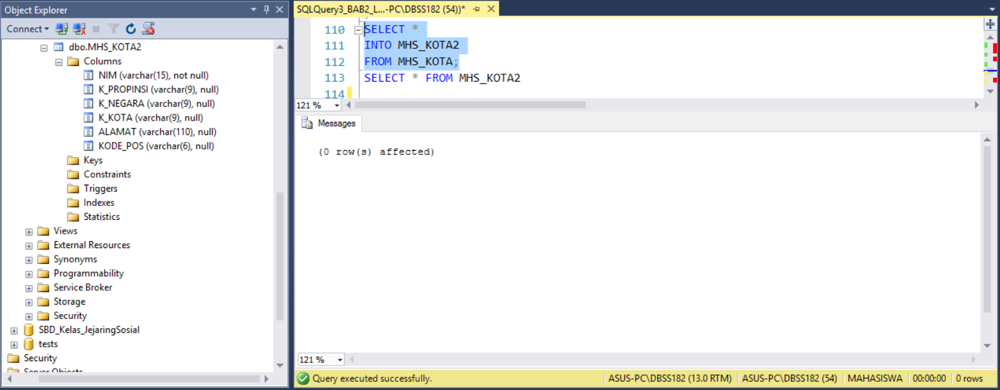 Object Explorer
Connect
dbo.MHS_KOTA2
Columns
NIM (varchar(15), not null)
K_PROPINSI (varchar(9), null)
K_NEGARA (varchar(9), null)
K_KOTA (varchar(9), null)
ALAMAT (varchar(110), null)
KODE_POS (varchar(6), null)
Keys
Constraints
Triggers
Indexes
Statistics
Views
External Resources
Synonyms
Programmability
Service Broker
Storage
Security
SBD_Kelas_JejaringSosial
tests
Security
Server Objects
SQLQuery3_BAB2_L...-PC\DBSS182 (54))*
110 SELECT *
111 INTO MHS_KOTA2
112 FROM MHS_KOTA;
113 SELECT * FROM MHS_KOTA2
114
121 %
Messages
(0 row(s) affected)
121 %
Query executed successfully.
ASUS-PC\DBSS182 (13.0 RTM) ASUS-PC\DBSS182 (54) MAHASISWA 00:00:00 0 rows